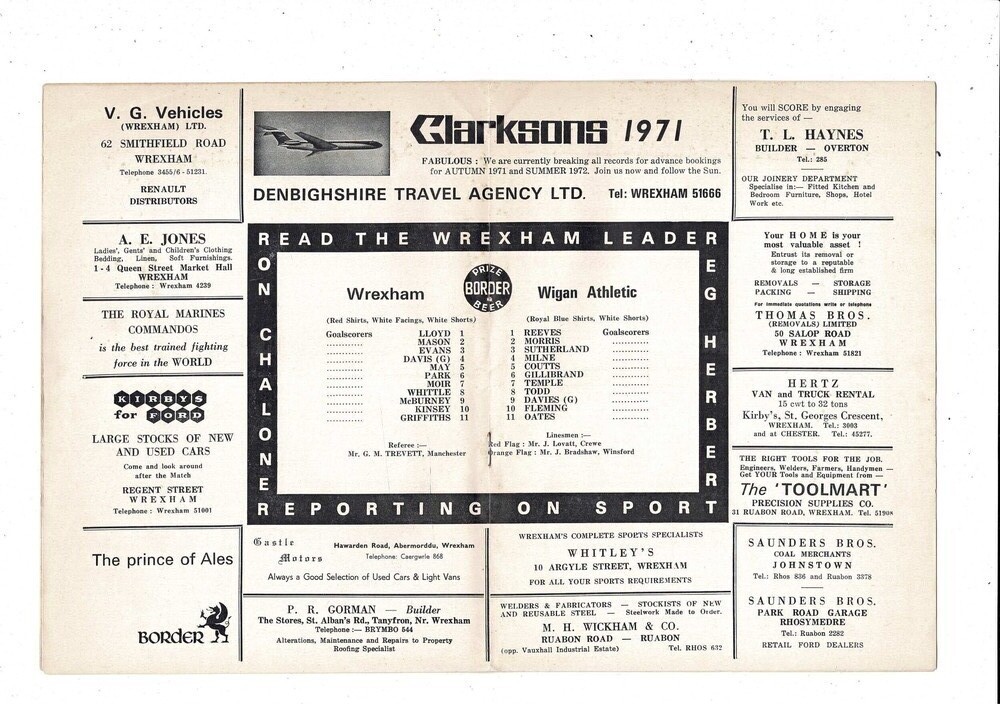 V. G. Vehicles
(WREXHAM) LTD.
62 SMITHFIELD ROAD
WREXHAM
Telephone 3455/6 - 51231.
RENAULT
DISTRIBUTORS
A. E. JONES
Ladies', Gents' and Children's Clothing
Bedding, Linen, Soft Furnishings.
1 - 4 Queen Street Market Hall
WREXHAM
Telephone : Wrexham 4239
THE ROYAL MARINES
COMMANDOS
is the best trained fighting
force in the WORLD
KIRBYS
for FORD
LARGE STOCKS OF NEW
AND USED CARS
Come and look around
after the Match
REGENT STREET
WREXHAM
Telephone : Wrexham 51001
The prince of Ales
BORDER
Clarksons 1971
FABULOUS : We are currently breaking all records for advance bookings
for AUTUMN 1971 and SUMMER 1972. Join us now and follow the Sun.
DENBIGHSHIRE TRAVEL AGENCY LTD. Tel: WREXHAM 51666
READ THE WREXHAM LEADER
RON CHALONER
REG HERBERT
REPORTING ON SPORT
PRIZE
BORDER
BEER
Wrexham
(Red Shirts, White Facings, White Shorts)
Goalscorers
LLOYD 1
MASON 2
EVANS 3
DAVIS (G) 4
MAY 5
PARK 6
MOIR 7
WHITTLE 8
McBURNEY 9
KINSEY 10
GRIFFITHS 11
Wigan Athletic
(Royal Blue Shirts, White Shorts)
Goalscorers
1 REEVES
2 MORRIS
3 SUTHERLAND
4 MILNE
5 COUTTS
6 GILLIBRAND
7 TEMPLE
8 TODD
9 DAVIES (G)
10 FLEMING
11 OATES
Referee :—
Mr. G. M. TREVETT, Manchester
Linesmen :—
Red Flag : Mr. J. Lovatt, Crewe
Orange Flag : Mr. J. Bradshaw, Winsford
Castle
Motors
Hawarden Road, Abermorddu, Wrexham
Telephone: Caergwrle 868
Always a Good Selection of Used Cars & Light Vans
P. R. GORMAN — Builder
The Stores, St. Alban's Rd., Tanyfron, Nr. Wrexham
Telephone :— BRYMBO 544
Alterations, Maintenance and Repairs to Property
Roofing Specialist
WREXHAM'S COMPLETE SPORTS SPECIALISTS
WHITLEY'S
10 ARGYLE STREET, WREXHAM
FOR ALL YOUR SPORTS REQUIREMENTS
WELDERS & FABRICATORS — STOCKISTS OF NEW
AND REUSABLE STEEL — Steelwork Made to Order.
M. H. WICKHAM & CO.
RUABON ROAD — RUABON
(opp. Vauxhall Industrial Estate) Tel. RHOS 632
You will SCORE by engaging
the services of —
T. L. HAYNES
BUILDER — OVERTON
Tel.: 285
OUR JOINERY DEPARTMENT
Specialise in:— Fitted Kitchen and
Bedroom Furniture, Shops, Hotel
Work etc.
Your HOME is your
most valuable asset !
Entrust its removal or
storage to a reputable
& long established firm
REMOVALS — STORAGE
PACKING — SHIPPING
For immediate quotations write or telephone
THOMAS BROS.
(REMOVALS) LIMITED
50 SALOP ROAD
WREXHAM
Telephone : Wrexham 51821
HERTZ
VAN and TRUCK RENTAL
15 cwt to 32 tons
Kirby's, St. Georges Crescent,
WREXHAM. Tel.: 3003
and at CHESTER. Tel.: 45277.
THE RIGHT TOOLS FOR THE JOB.
Engineers, Welders, Farmers, Handymen —
Get YOUR Tools and Equipment from —
The 'TOOLMART'
PRECISION SUPPLIES CO.
31 RUABON ROAD, WREXHAM. Tel. 51908
SAUNDERS BROS.
COAL MERCHANTS
JOHNSTOWN
Tel.: Rhos 836 and Ruabon 3378
SAUNDERS BROS.
PARK ROAD GARAGE
RHOSYMEDRE
Tel.: Ruabon 2282
RETAIL FORD DEALERS